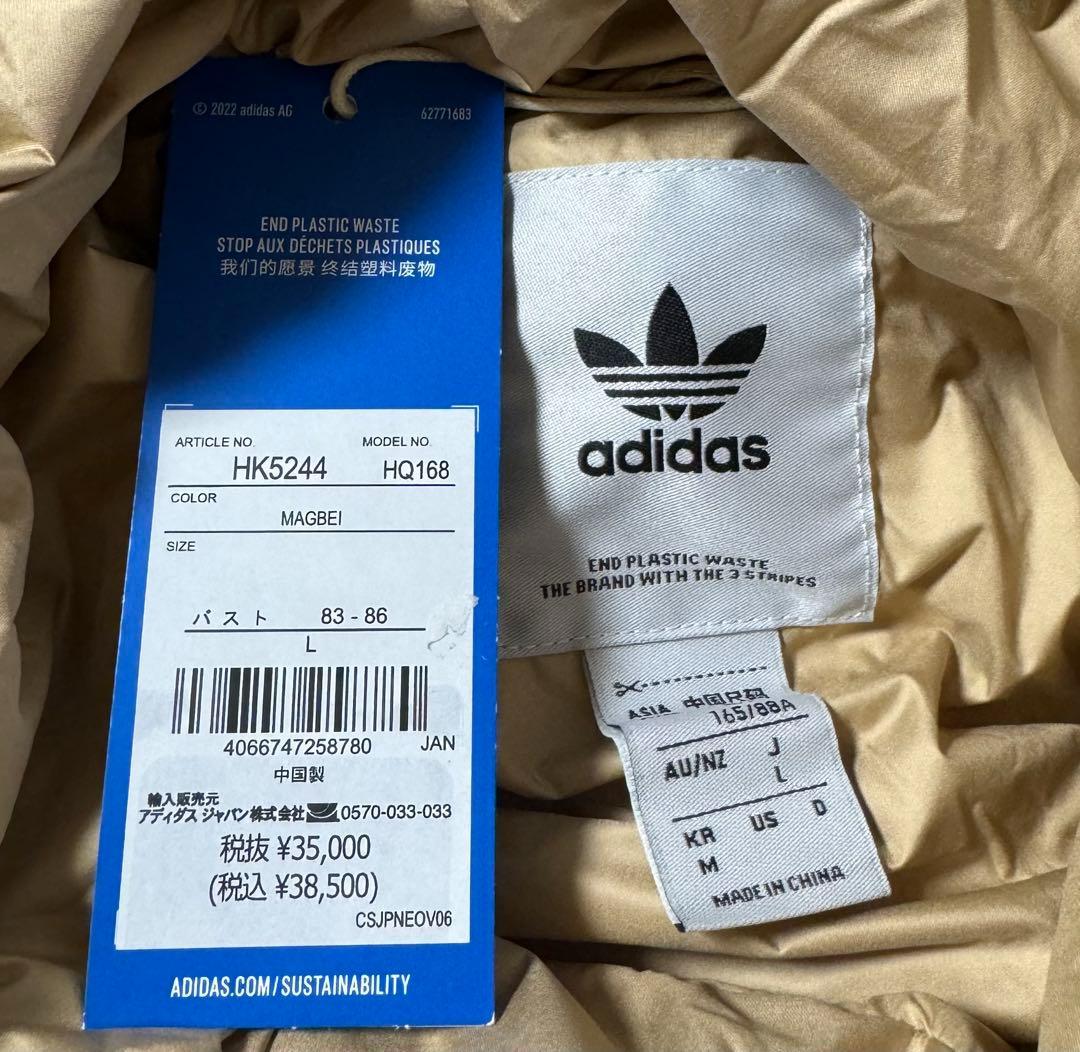 © 2022 adidas AG
62771683
END PLASTIC WASTE
STOP AUX DÉCHETS PLASTIQUES
我们的愿景 终结塑料废物
ARTICLE NO.
MODEL NO.
HK5244
HQ168
COLOR
MAGBEI
SIZE
バスト 83 - 86
L
4066747258780 JAN
中国製
輸入販売元
アディダス ジャパン株式会社 0570-033-033
税抜 ¥35,000
(税込 ¥38,500)
CSJPNEOV06
ADIDAS.COM/SUSTAINABILITY
adidas
END PLASTIC WASTE
THE BRAND WITH THE 3 STRIPES
ASIA 中国尺码
165/88A
AU/NZ J
L
KR US D
M
MADE IN CHINA